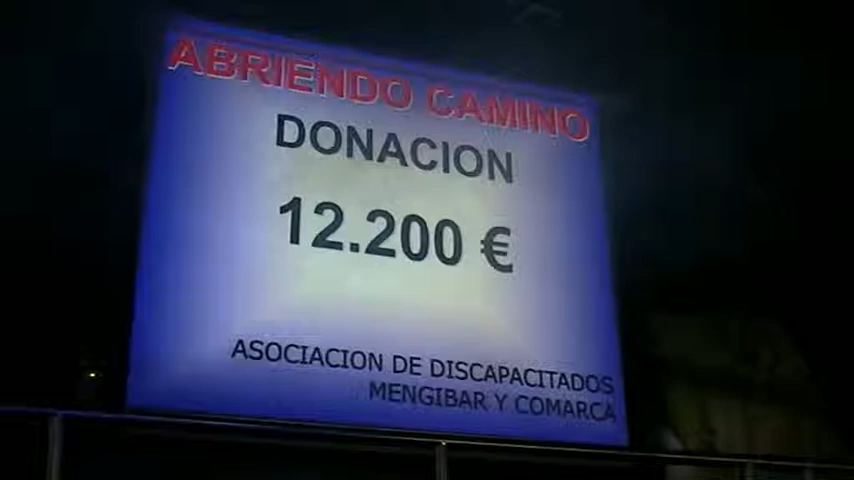 ABRIENDO CAMINO
DONACION
12.200 €
ASOCIACION DE DISCAPACITADOS
MENGIBAR Y COMARCA